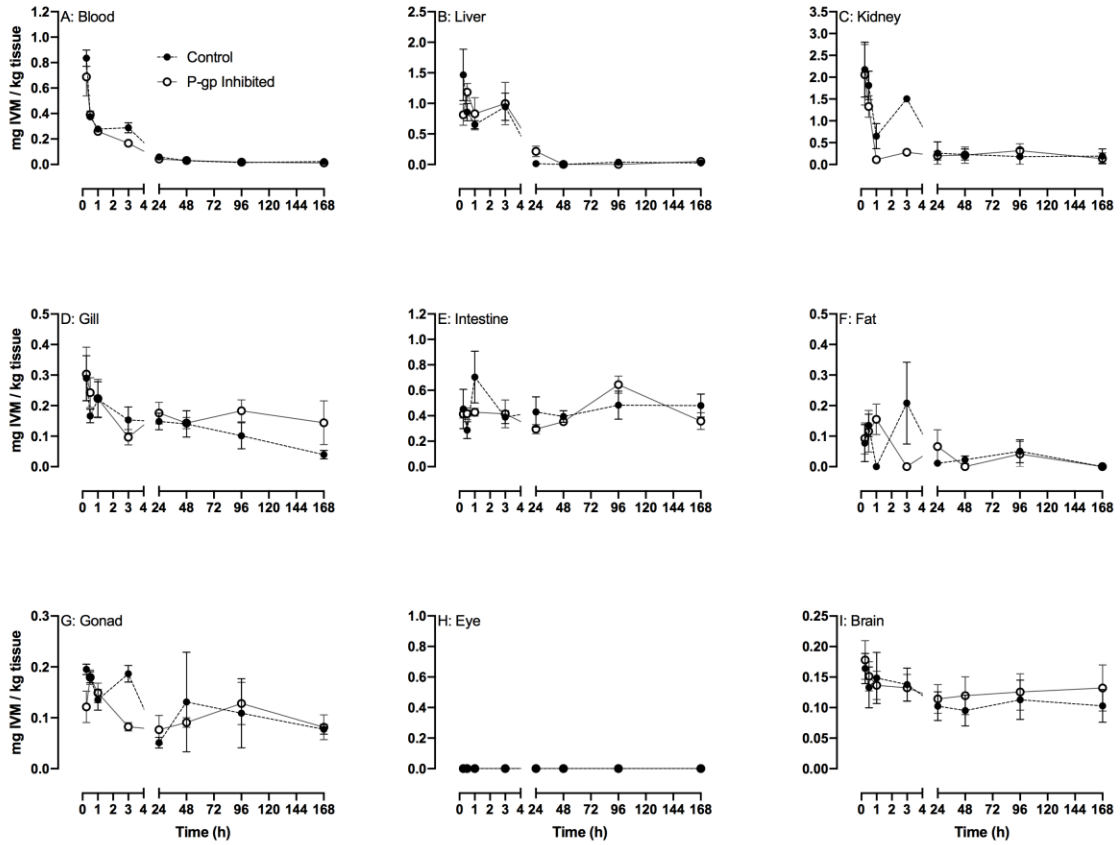 A: Blood
mg IVM / kg tissue
1.2
1.0
0.8
0.6
0.4
0.2
0.0
Control
P-gp Inhibited
0 1 2 3 4 24 48 72 96 120 144 168
B: Liver
2.0
1.5
1.0
0.5
0.0
0 1 2 3 4 24 48 72 96 120 144 168
C: Kidney
3.5
3.0
2.5
2.0
1.5
1.0
0.5
0.0
0 1 2 3 4 24 48 72 96 120 144 168
D: Gill
mg IVM / kg tissue
0.5
0.4
0.3
0.2
0.1
0.0
0 1 2 3 4 24 48 72 96 120 144 168
E: Intestine
1.2
1.0
0.8
0.6
0.4
0.2
0.0
0 1 2 3 4 24 48 72 96 120 144 168
F: Fat
0.5
0.4
0.3
0.2
0.1
0.0
0 1 2 3 4 24 48 72 96 120 144 168
G: Gonad
mg IVM / kg tissue
0.3
0.2
0.1
0.0
0 1 2 3 4 24 48 72 96 120 144 168
Time (h)
H: Eye
1.0
0.8
0.6
0.4
0.2
0.0
0 1 2 3 4 24 48 72 96 120 144 168
Time (h)
I: Brain
0.25
0.20
0.15
0.10
0.05
0.00
0 1 2 3 4 24 48 72 96 120 144 168
Time (h)